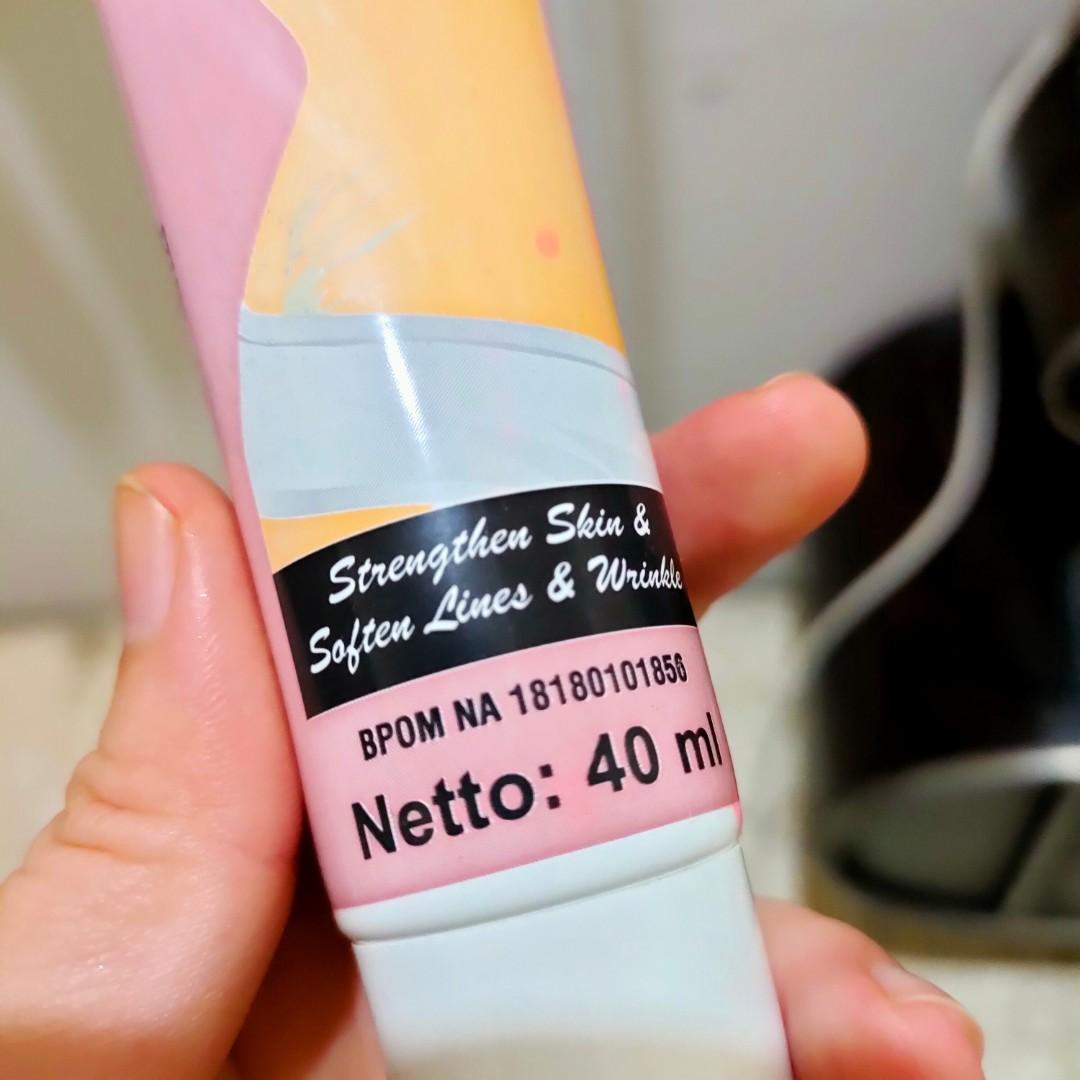 Strengthen Skin &
Soften Lines & Wrinkle
BPOM NA 18180101856
Netto: 40 ml